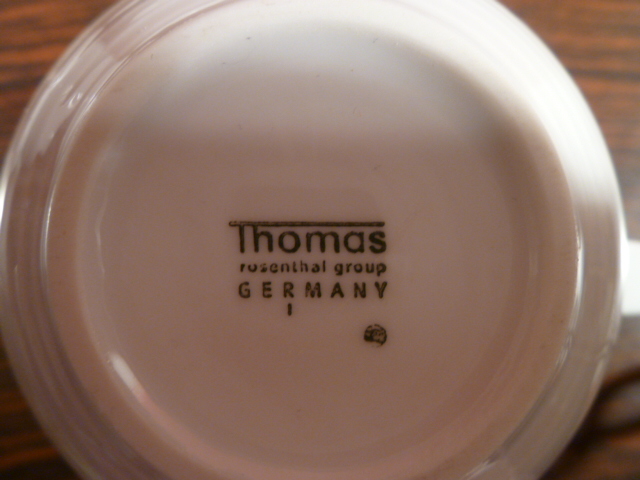 Thomas
rosenthal group
GERMANY
I